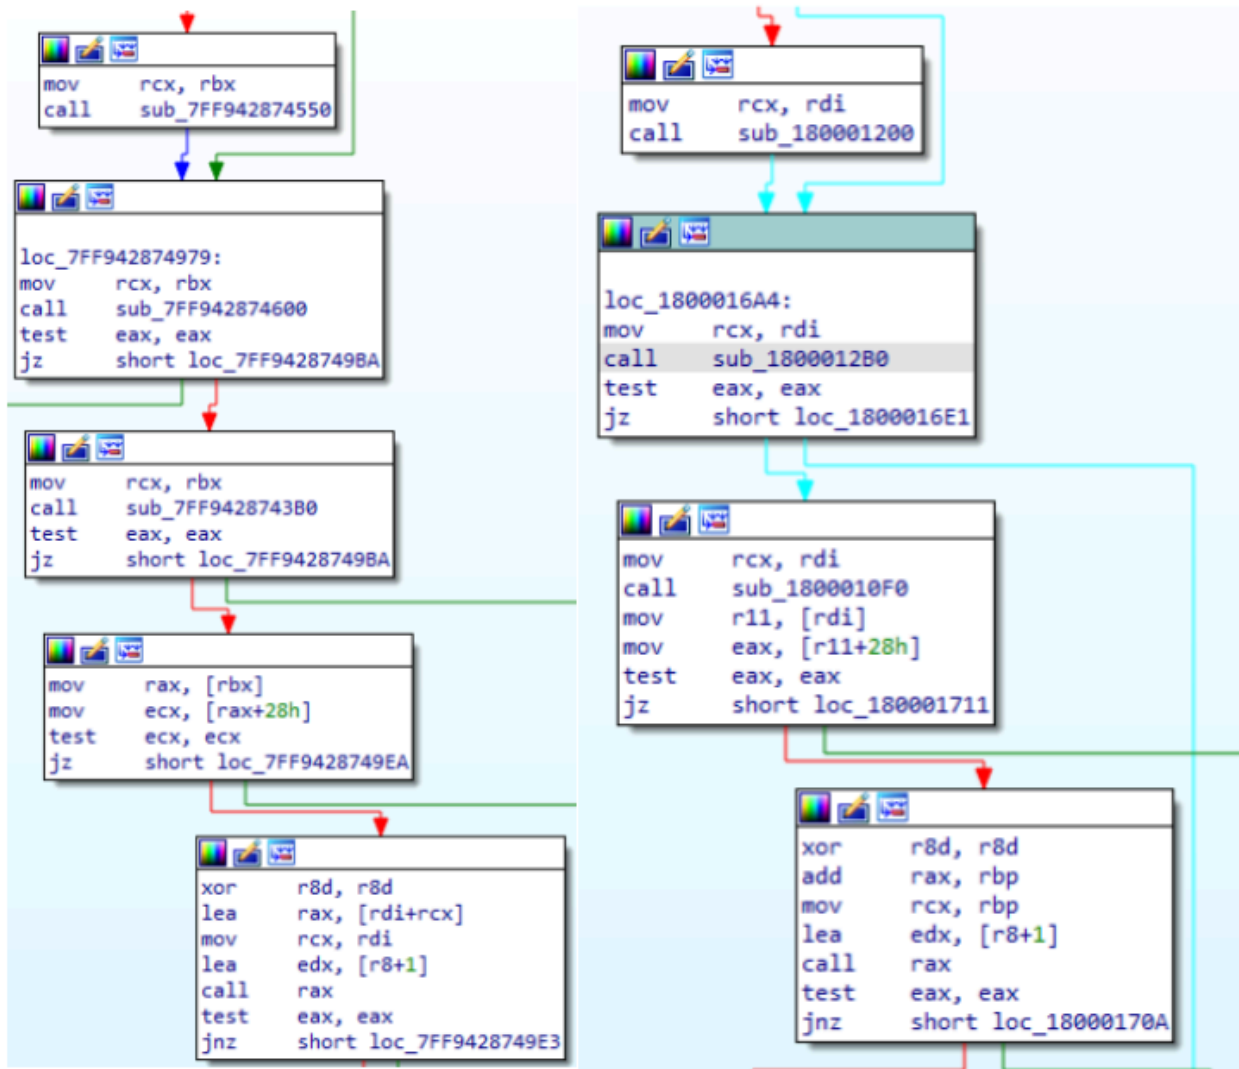 mov rcx, rbx
call sub_7FF942874550
loc_7FF942874979:
mov rcx, rbx
call sub_7FF942874600
test eax, eax
jz short loc_7FF9428749BA
mov rcx, rbx
call sub_7FF9428743B0
test eax, eax
jz short loc_7FF9428749BA
mov rax, [rbx]
mov ecx, [rax+28h]
test ecx, ecx
jz short loc_7FF9428749EA
xor r8d, r8d
lea rax, [rdi+rcx]
mov rcx, rdi
lea edx, [r8+1]
call rax
test eax, eax
jnz short loc_7FF9428749E3
mov rcx, rdi
call sub_180001200
loc_1800016A4:
mov rcx, rdi
call sub_1800012B0
test eax, eax
jz short loc_1800016E1
mov rcx, rdi
call sub_1800010F0
mov r11, [rdi]
mov eax, [r11+28h]
test eax, eax
jz short loc_180001711
xor r8d, r8d
add rax, rbp
mov rcx, rbp
lea edx, [r8+1]
call rax
test eax, eax
jnz short loc_18000170A